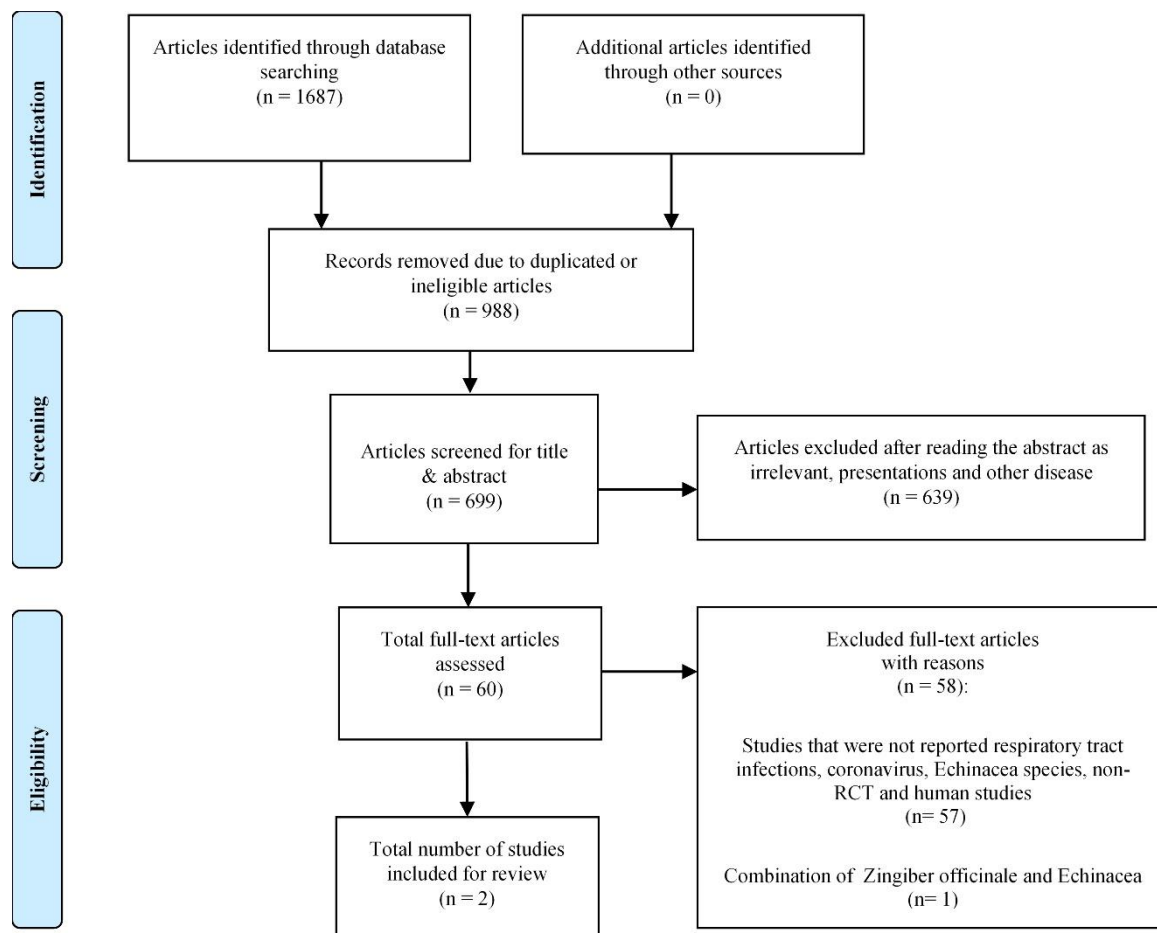 Identification
Articles identified through database
searching
(n = 1687)
Additional articles identified
through other sources
(n = 0)
Records removed due to duplicated or
ineligible articles
(n = 988)
Screening
Articles screened for title
& abstract
(n = 699)
Articles excluded after reading the abstract as
irrelevant, presentations and other disease
(n = 639)
Eligibility
Total full-text articles
assessed
(n = 60)
Excluded full-text articles
with reasons
(n = 58):
Studies that were not reported respiratory tract
infections, coronavirus, Echinacea species, non-
RCT and human studies
(n= 57)
Combination of Zingiber officinale and Echinacea
(n= 1)
Total number of studies
included for review
(n = 2)